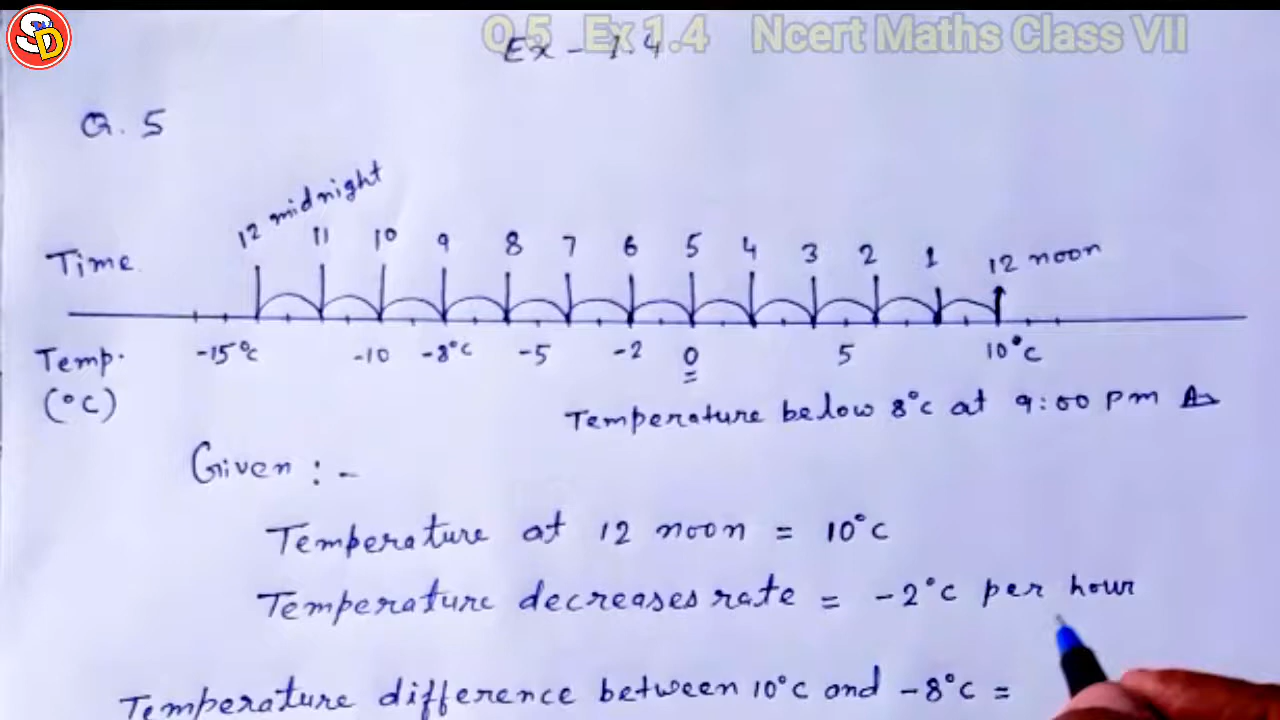 SD
Q.5 Ex 1.4 Ncert Maths Class VII
Ex - 1.4
Q. 5
12 midnight 11 10 9 8 7 6 5 4 3 2 1 12 noon
Time
Temp. -15°C -10 -8°C -5 -2 0 5 10°C
(°C)
Temperature below 8°C at 9:00 pm
Given :-
Temperature at 12 noon = 10°C
Temperature decreases rate = -2°C per hour
Temperature difference between 10°C and -8°C =